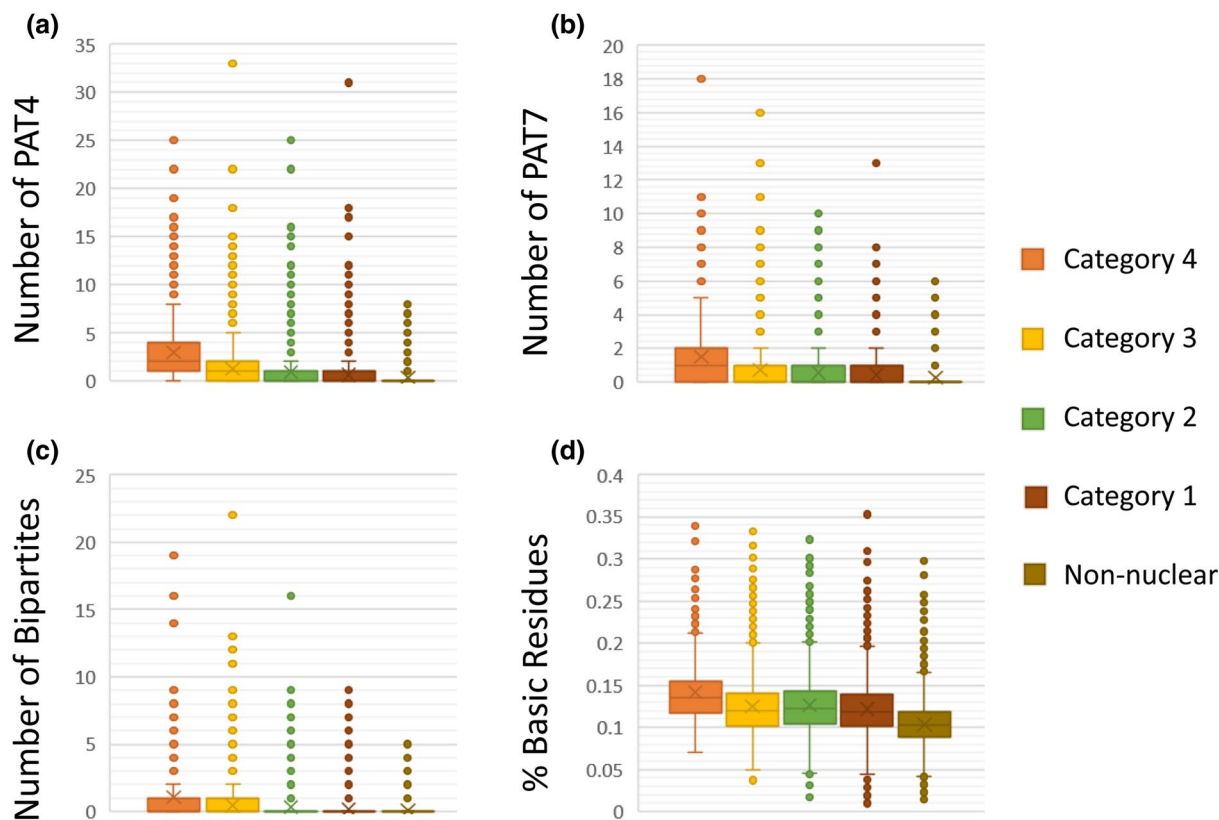 (a)
Number of PAT4
35
30
25
20
15
10
5
0
(b)
Number of PAT7
20
18
16
14
12
10
8
6
4
2
0
(c)
Number of Bipartites
25
20
15
10
5
0
(d)
% Basic Residues
0.4
0.35
0.3
0.25
0.2
0.15
0.1
0.05
0
Category 4
Category 3
Category 2
Category 1
Non-nuclear